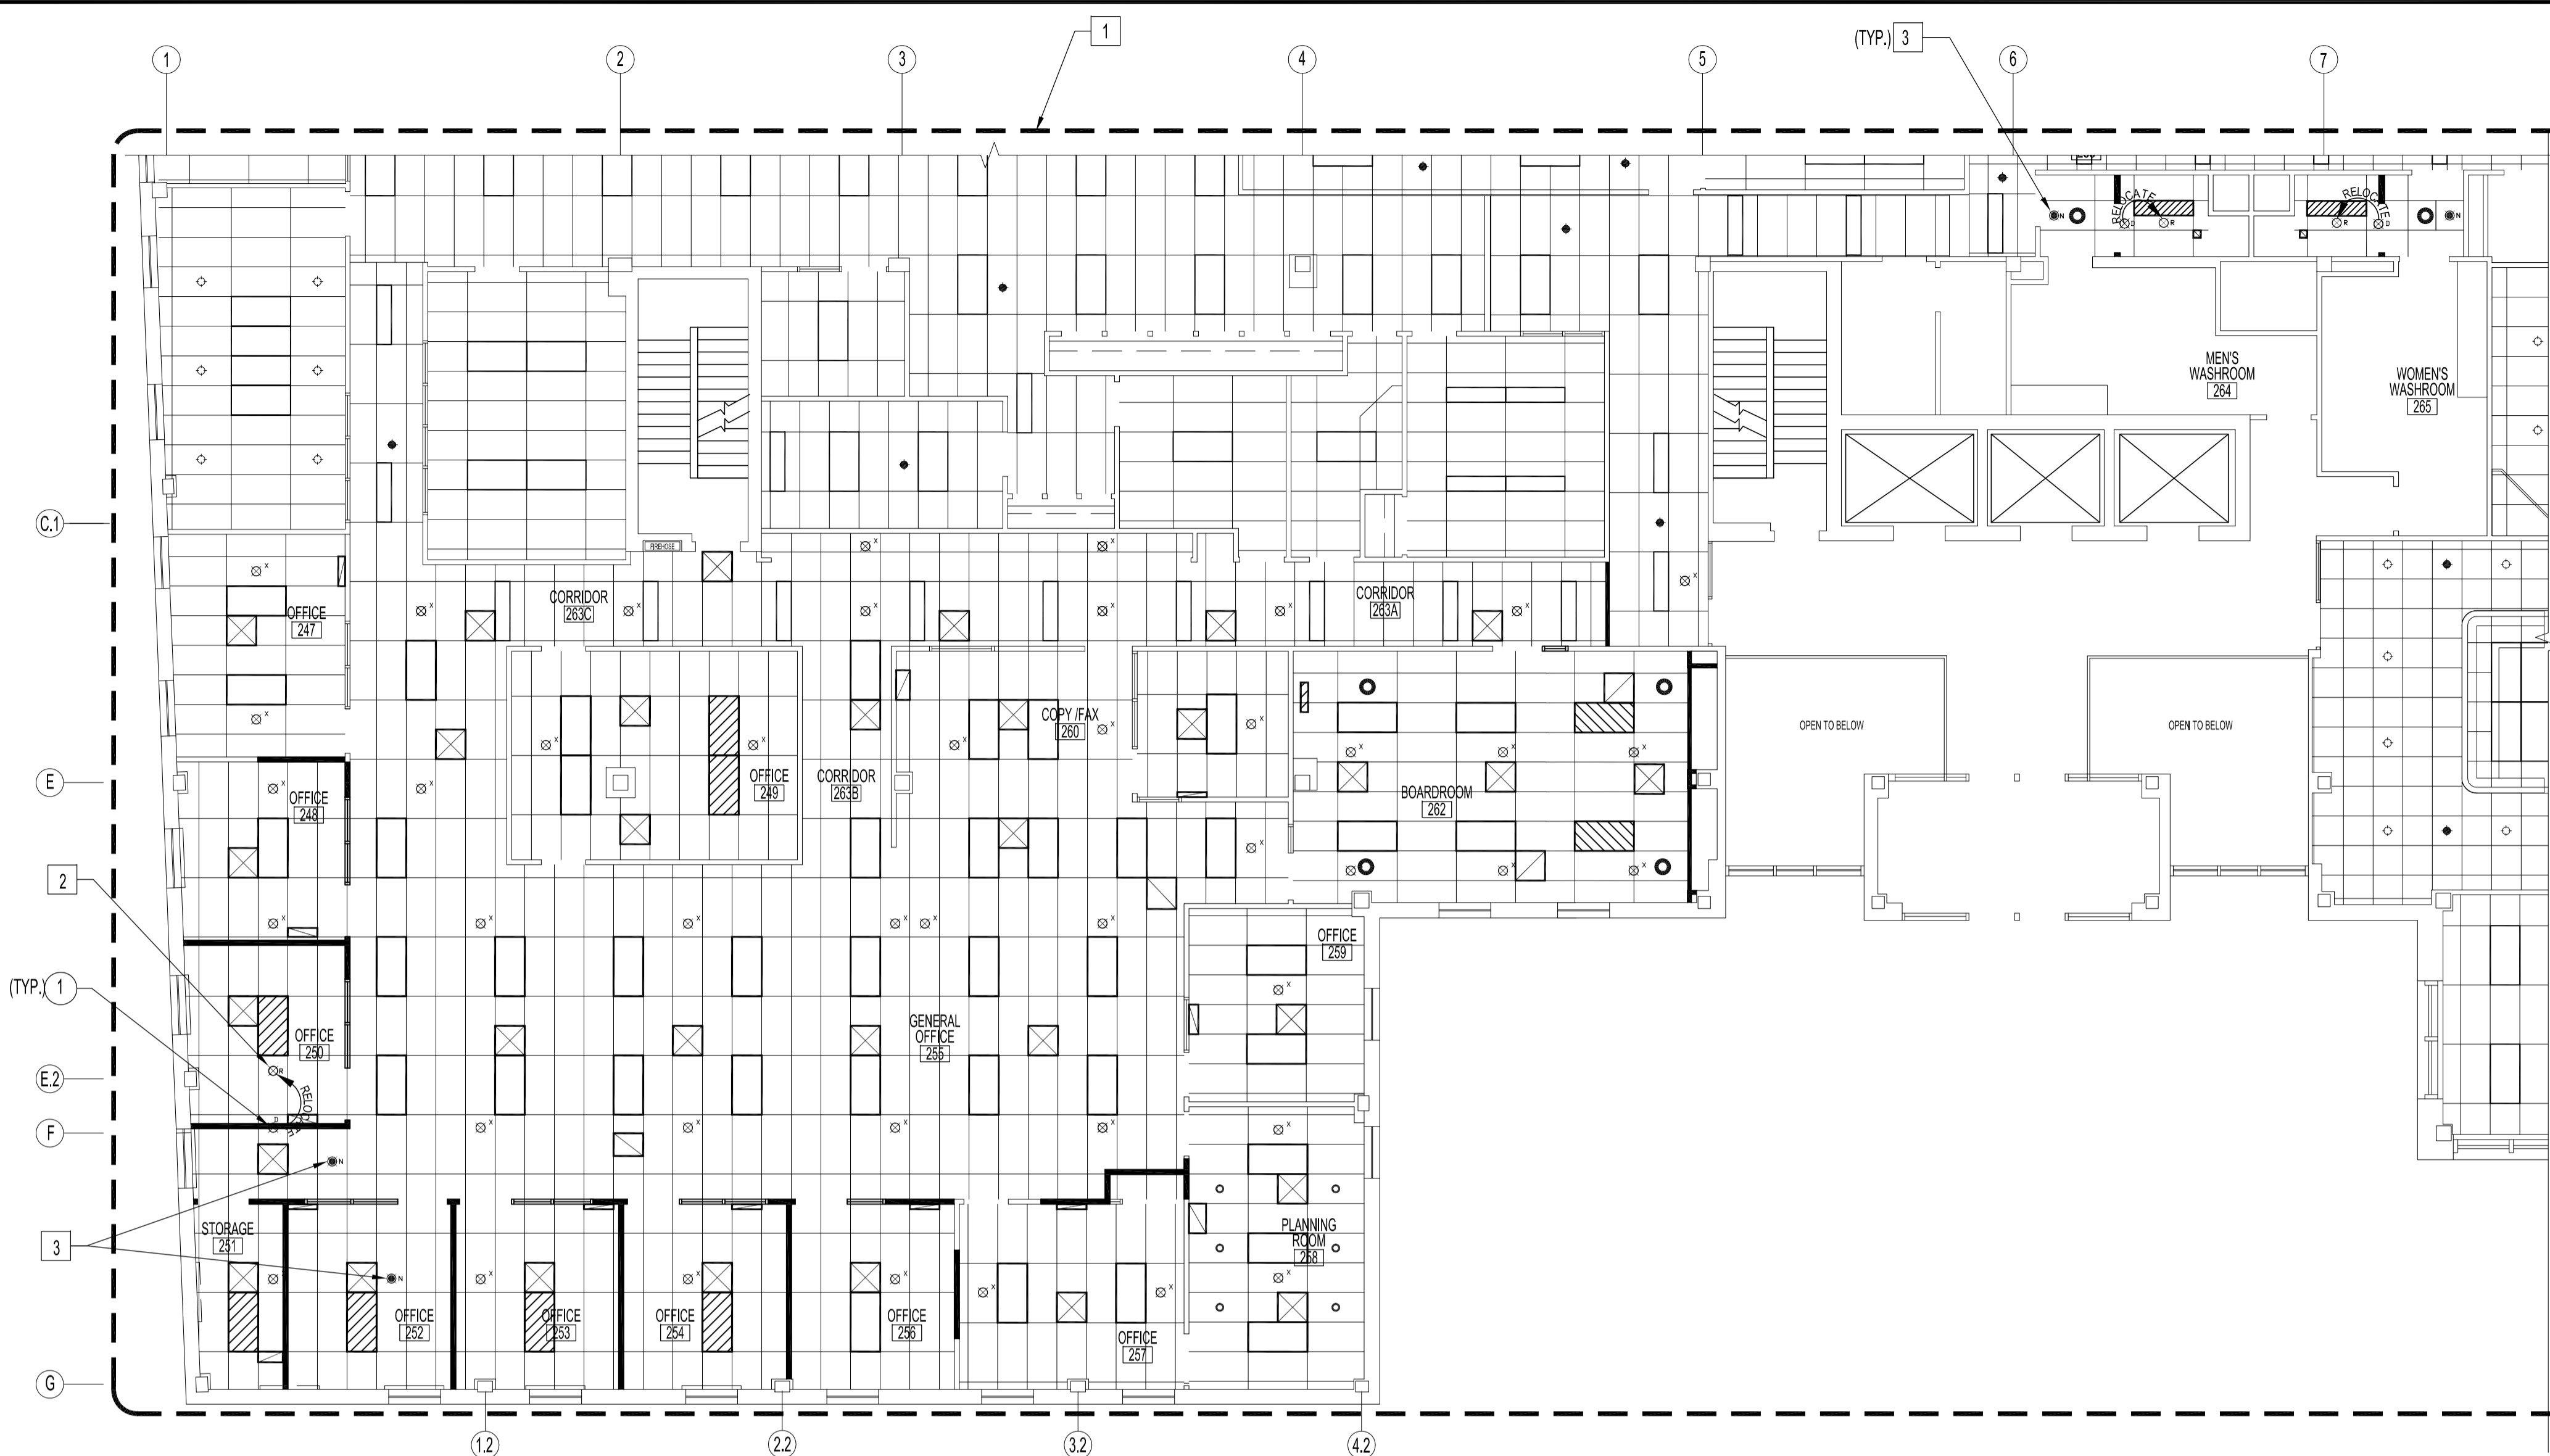 1
(TYP.) 3
1
2
3
4
5
6
7
RELOCATE
N
D
R
RELOCATE
R
D
N
MEN'S
WASHROOM
264
WOMEN'S
WASHROOM
265
C.1
FIREHOSE
X
X
X
OFFICE
247
X
CORRIDOR
263C
X
X
X
X
CORRIDOR
263A
X
X
X
COPY /FAX
260
X
X
X
X
X
OFFICE
249
CORRIDOR
263B
X
X
X
OPEN TO BELOW
OPEN TO BELOW
E
X
OFFICE
248
X
BOARDROOM
262
X
X
X
X
2
X
X
X
X
X
X
OFFICE
259
X
(TYP.) 1
OFFICE
250
GENERAL
OFFICE
255
E.2
R
RELOCATE
D
F
X
X
X
X
X
N
STORAGE
251
PLANNING
ROOM
258
3
N
X
X
X
X
X
X
OFFICE
252
OFFICE
253
OFFICE
254
OFFICE
256
OFFICE
257
G
1.2
2.2
3.2
4.2